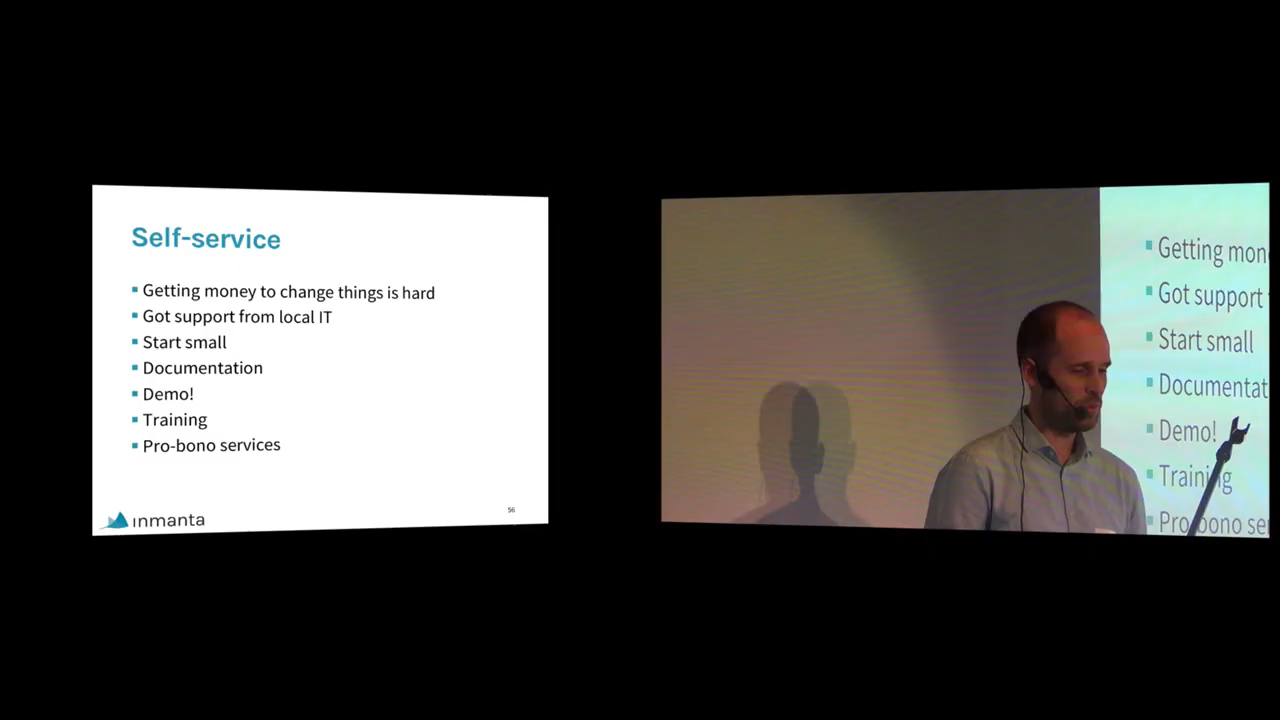 Self-service
Getting money to change things is hard
Got support from local IT
Start small
Documentation
Demo!
Training
Pro-bono services
inmanta
56
Getting mon
Got support
Start small
Documentat
Demo!
Training
Pro-bono se